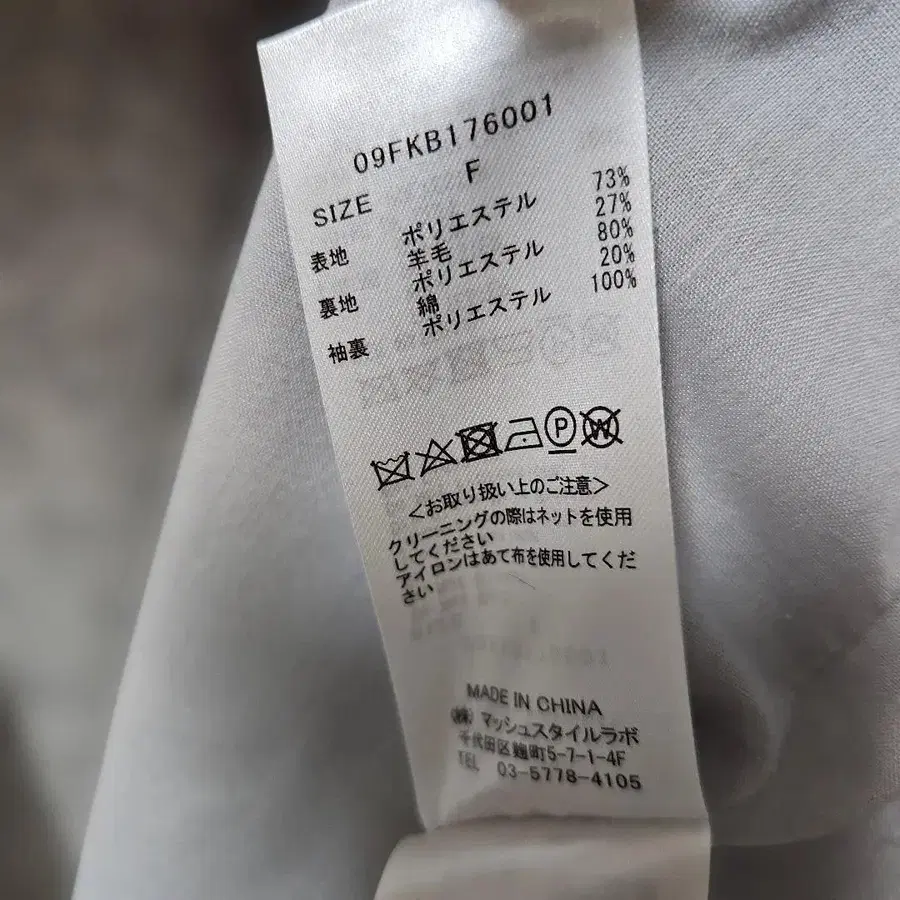 09FKB176001
SIZE F
表地 ポリエステル 73%
羊毛 27%
裏地 ポリエステル 80%
綿 20%
袖裏 ポリエステル 100%
P W
<お取り扱い上のご注意>
クリーニングの際はネットを使用
してください
アイロンはあて布を使用してくだ
さい
MADE IN CHINA
(株) マッシュスタイルラボ
千代田区麹町5-7-1-4F
TEL 03-5778-4105